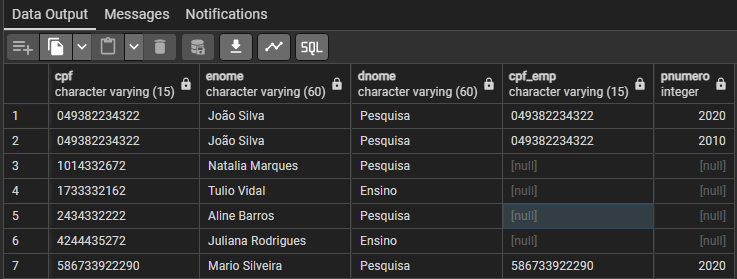 Data Output Messages Notifications
SQL
cpf character varying (15) enome character varying (60) dnome character varying (60) cpf_emp character varying (15) pnumero integer
1 049382234322 João Silva Pesquisa 049382234322 2020
2 049382234322 João Silva Pesquisa 049382234322 2010
3 1014332672 Natalia Marques Pesquisa [null] [null]
4 1733332162 Tulio Vidal Ensino [null] [null]
5 2434332222 Aline Barros Pesquisa [null] [null]
6 4244435272 Juliana Rodrigues Ensino [null] [null]
7 586733922290 Mario Silveira Pesquisa 586733922290 2020